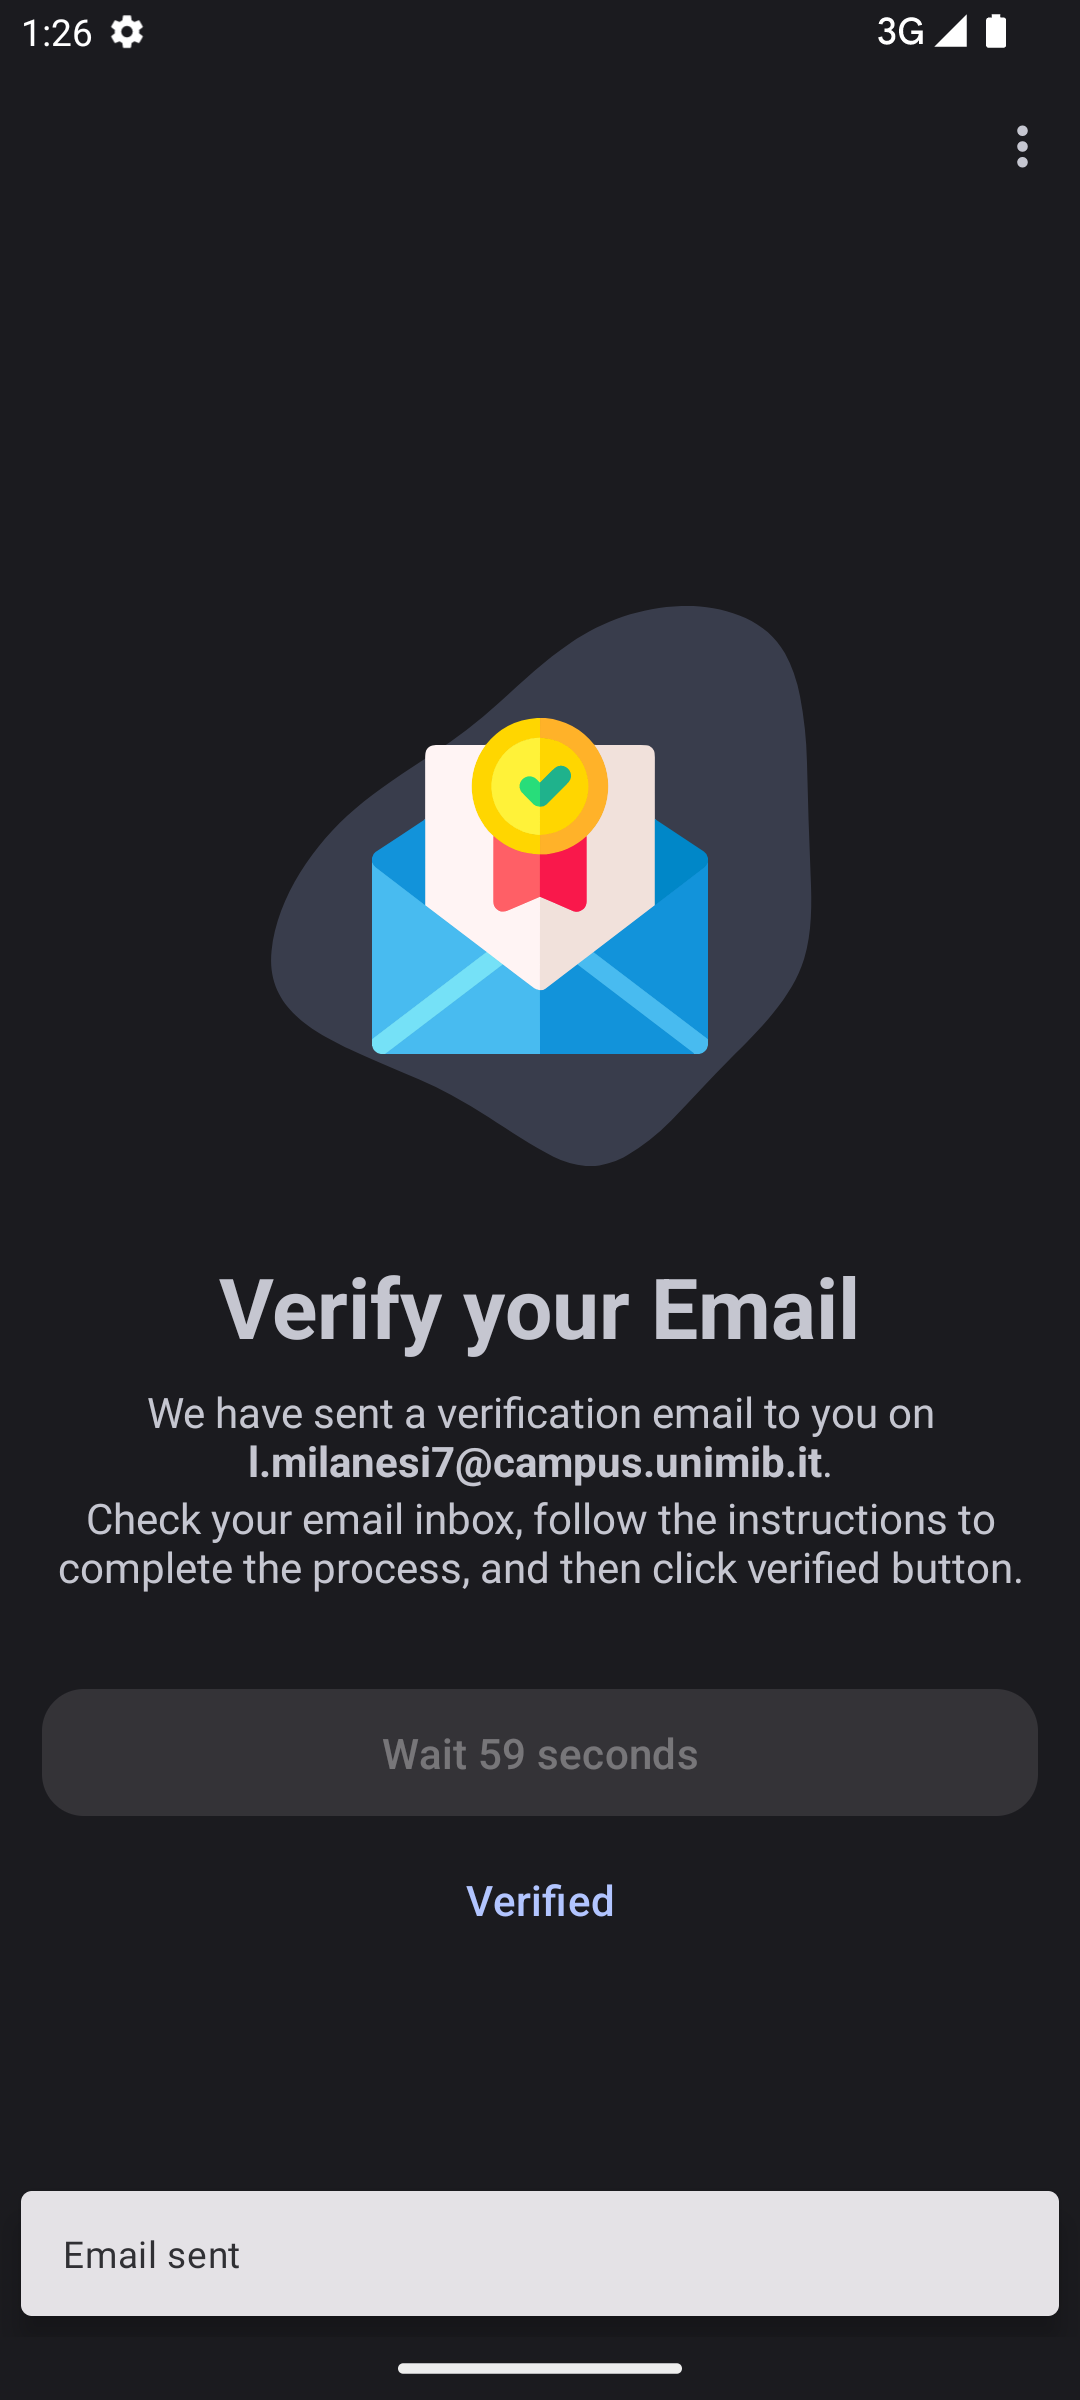 1:26
3G
Verify your Email
We have sent a verification email to you on
l.milanesi7@campus.unimib.it.
Check your email inbox, follow the instructions to
complete the process, and then click verified button.
Wait 59 seconds
Verified
Email sent